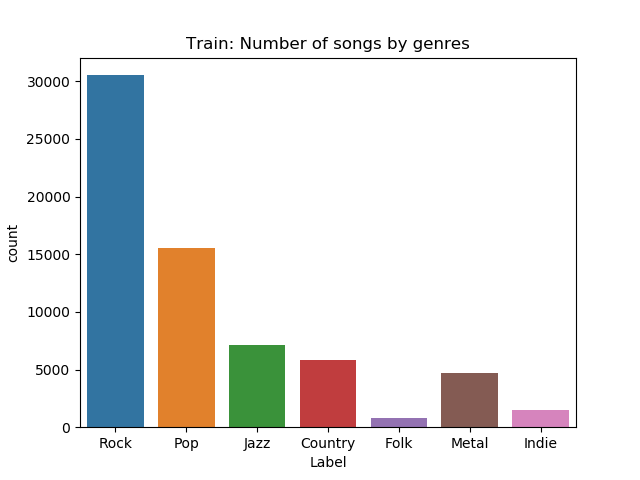 Train: Number of songs by genres
30000
25000
20000
15000
10000
5000
0
count
Rock Pop Jazz Country Folk Metal Indie
Label